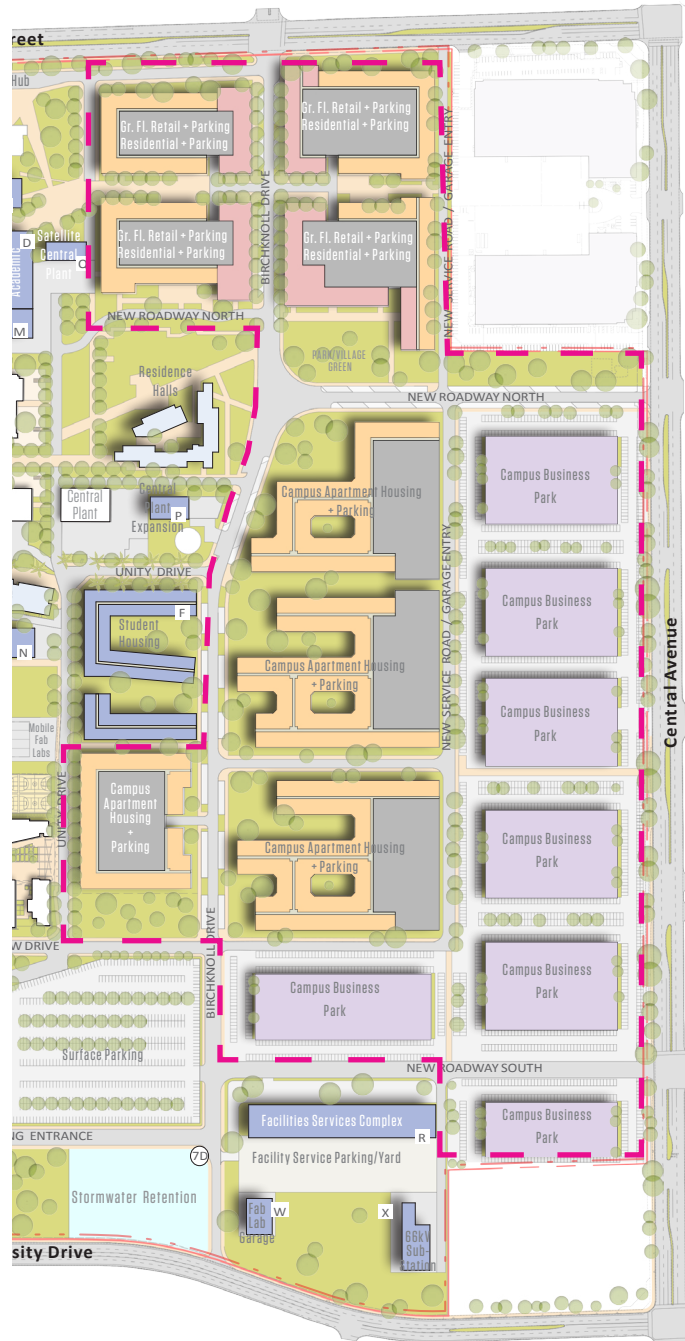 reet
Hub
Gr. Fl. Retail + Parking
Residential + Parking
Gr. Fl. Retail + Parking
Residential + Parking
BIRCHKNOLL DRIVE
NEW SERVICE ROAD / GARAGE ENTRY
Gr. Fl. Retail + Parking
Residential + Parking
Gr. Fl. Retail + Parking
Residential + Parking
D
Satellite
Central
Plant
O
Academic
M
NEW ROADWAY NORTH
PARK/VILLAGE
GREEN
Residence
Halls
NEW ROADWAY NORTH
Central Avenue
Campus Business
Park
Central
Plant
Central
Plant
Expansion
P
Campus Apartment Housing
+ Parking
NEW SERVICE ROAD / GARAGE ENTRY
UNITY DRIVE
Student
Housing
F
N
Campus Business
Park
Campus Apartment Housing
+ Parking
Campus Business
Park
Mobile
Fab
Labs
UNITY DRIVE
Campus
Apartment
Housing
+
Parking
Campus Apartment Housing
+ Parking
Campus Business
Park
W DRIVE
BIRCHKNOLL DRIVE
Campus Business
Park
Campus Business
Park
Surface Parking
NEW ROADWAY SOUTH
Facilities Services Complex
R
Campus Business
Park
NG ENTRANCE
7D
Facility Service Parking/Yard
Stormwater Retention
Fab
Lab
Garage
W
X
66kV
Sub-
Station
sity Drive